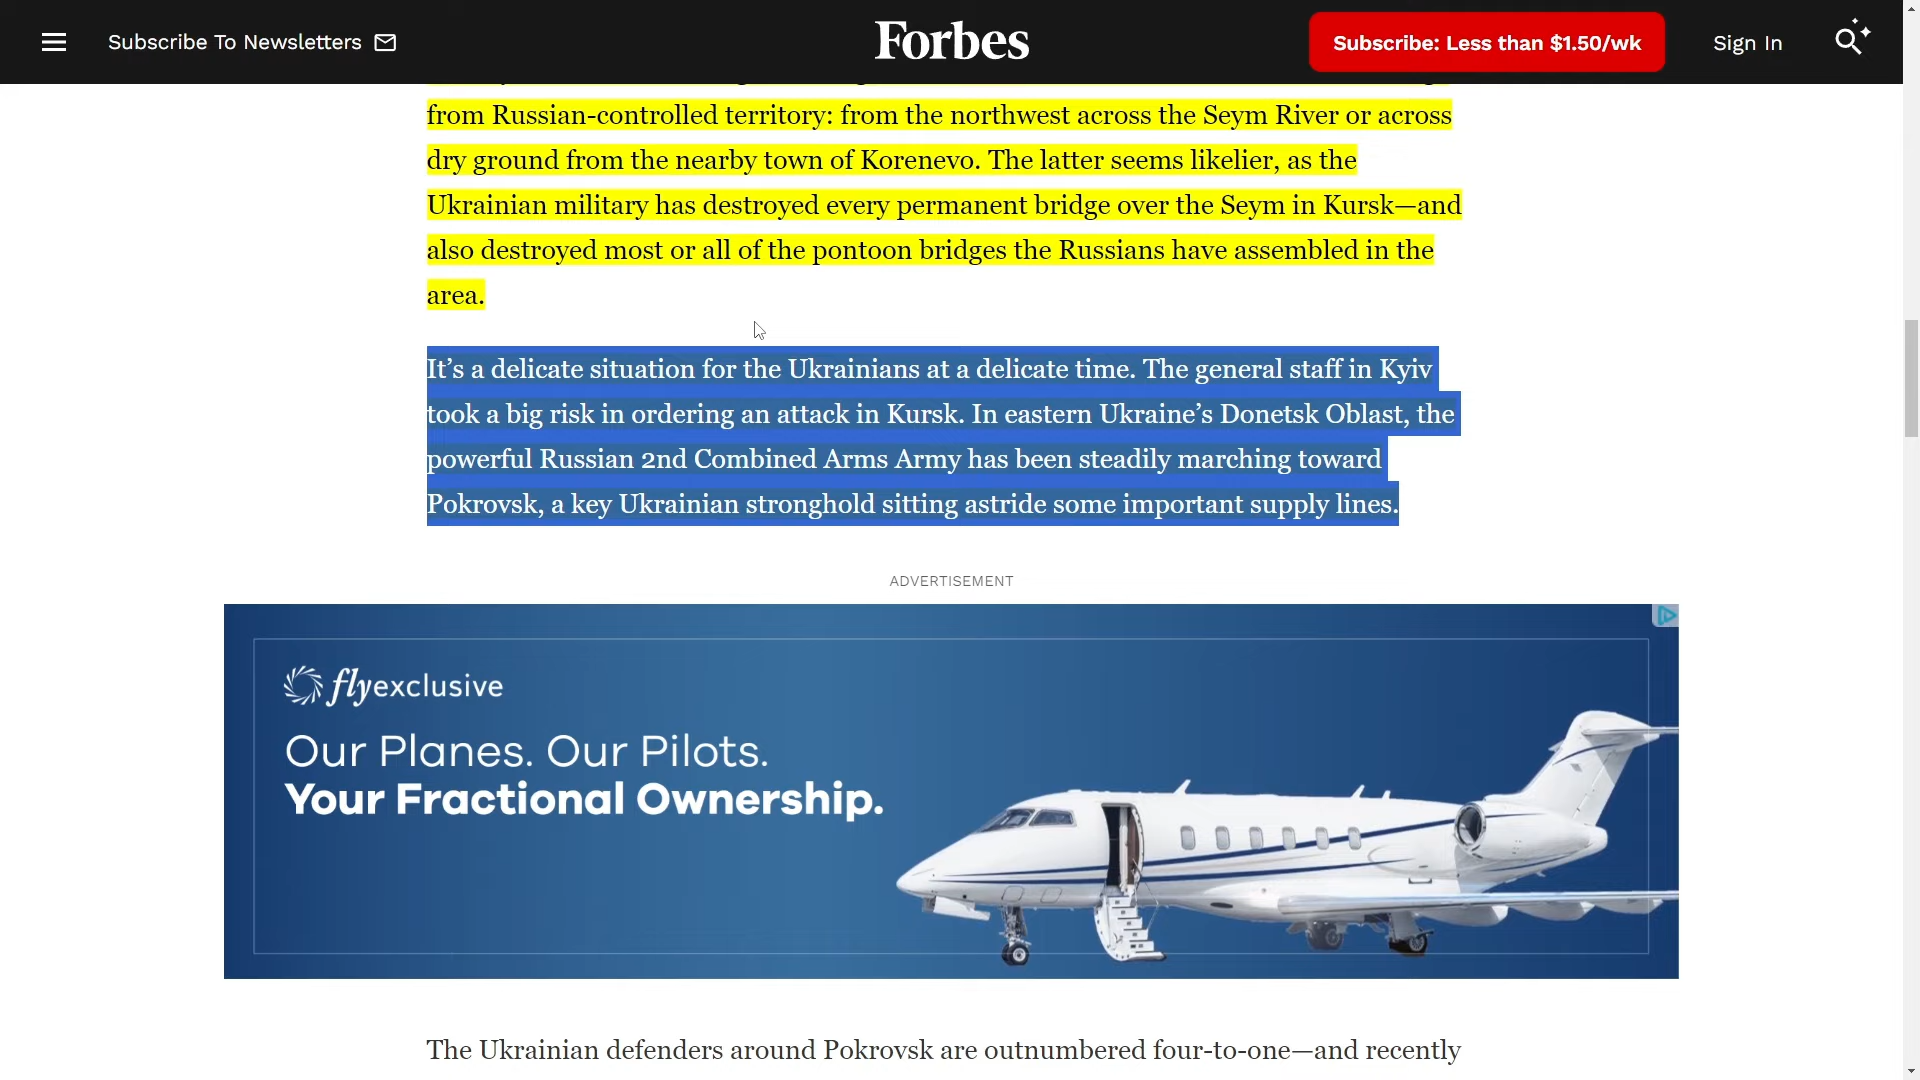 Subscribe To Newsletters
Forbes
Subscribe: Less than $1.50/wk
Sign In
from Russian-controlled territory: from the northwest across the Seym River or across
dry ground from the nearby town of Korenevo. The latter seems likelier, as the
Ukrainian military has destroyed every permanent bridge over the Seym in Kursk—and
also destroyed most or all of the pontoon bridges the Russians have assembled in the
area.
It’s a delicate situation for the Ukrainians at a delicate time. The general staff in Kyiv
took a big risk in ordering an attack in Kursk. In eastern Ukraine’s Donetsk Oblast, the
powerful Russian 2nd Combined Arms Army has been steadily marching toward
Pokrovsk, a key Ukrainian stronghold sitting astride some important supply lines.
ADVERTISEMENT
flyexclusive
Our Planes. Our Pilots.
Your Fractional Ownership.
The Ukrainian defenders around Pokrovsk are outnumbered four-to-one—and recently